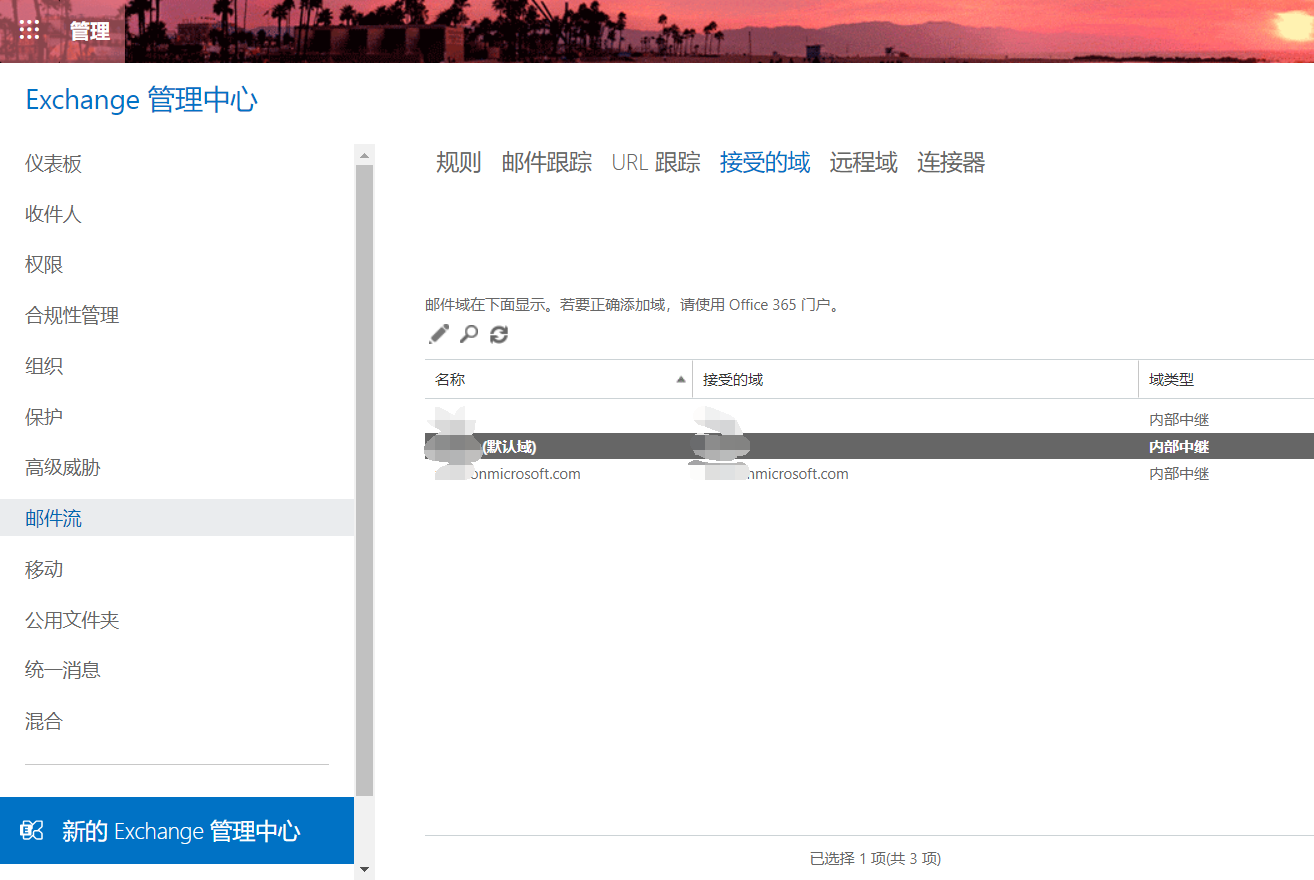 管理
Exchange 管理中心
仪表板
收件人
权限
合规性管理
组织
保护
高级威胁
邮件流
移动
公用文件夹
统一消息
混合
新的 Exchange 管理中心
规则 邮件跟踪 URL 跟踪 接受的域 远程域 连接器
邮件域在下面显示。若要正确添加域，请使用 Office 365 门户。
名称 接受的域 域类型
内部中继
(默认域) 内部中继
onmicrosoft.com nmicrosoft.com 内部中继
已选择 1 项(共 3 项)